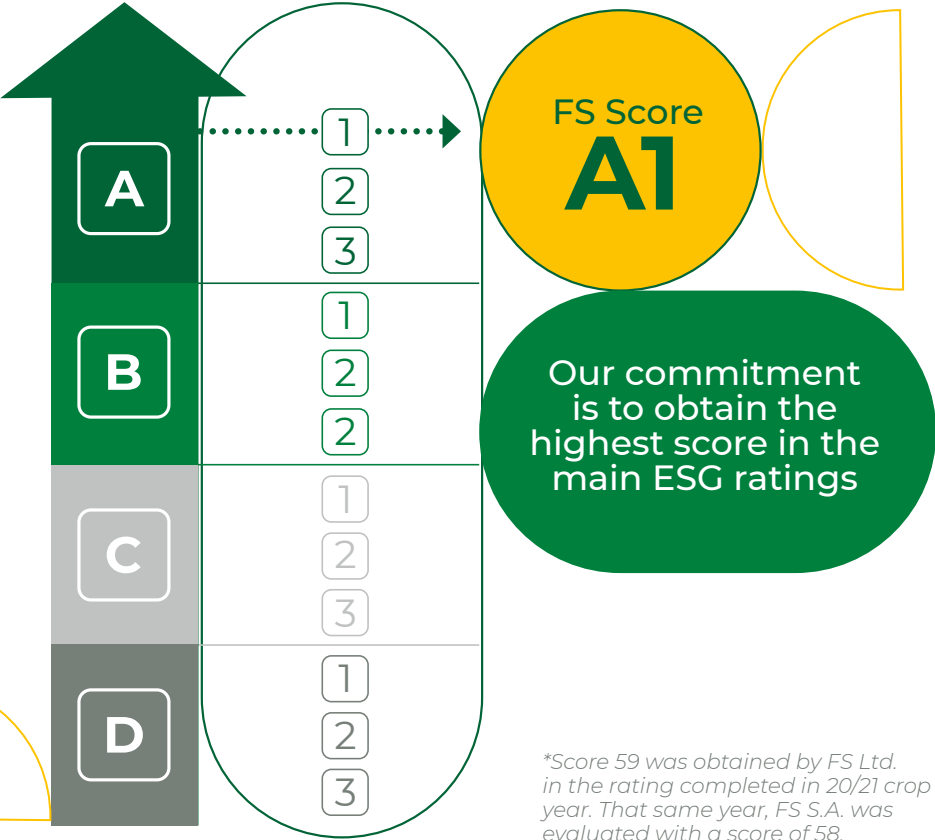 A
1
2
3
B
1
2
2
C
1
2
3
D
1
2
3
FS Score
A1
Our commitment
is to obtain the
highest score in the
main ESG ratings
*Score 59 was obtained by FS Ltd.
in the rating completed in 20/21 crop
year. That same year, FS S.A. was
evaluated with a score of 58.